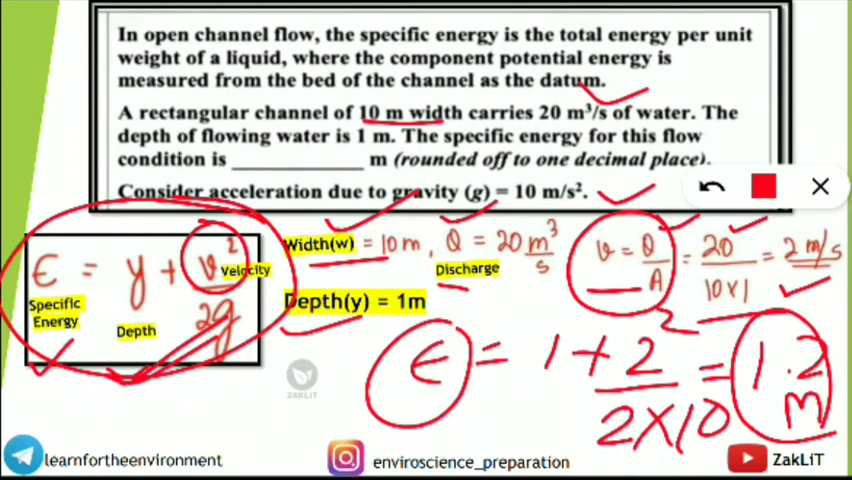 In open channel flow, the specific energy is the total energy per unit
weight of a liquid, where the component potential energy is
measured from the bed of the channel as the datum.
A rectangular channel of 10 m width carries 20 m³/s of water. The
depth of flowing water is 1 m. The specific energy for this flow
condition is ______________ m (rounded off to one decimal place).
Consider acceleration due to gravity (g) = 10 m/s².
E = y + v²/2g
Velocity
Specific
Energy
Depth
Width(w) = 10m, Q = 20 m³/s
Discharge
Depth(y) = 1m
v = Q/A = 20/10×1 = 2 m/s
E = 1 + 2²/2×10 = 1.2 m
ZAKLIT
learnfortheenvironment
enviroscience_preparation
ZakLiT